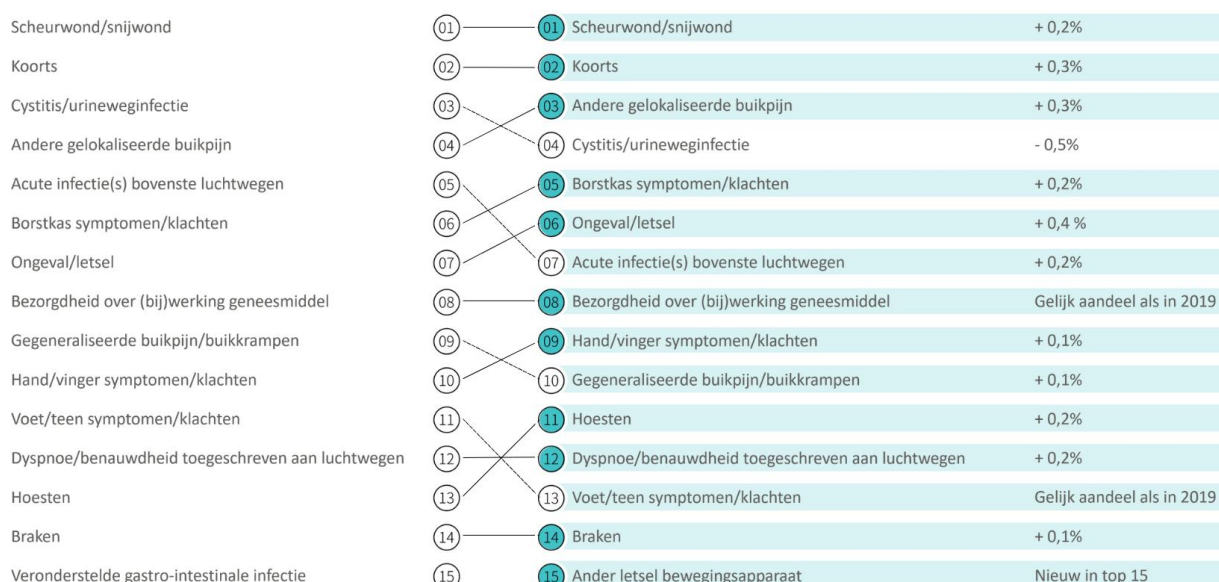 Scheurwond/snijwond 01 01 Scheurwond/snijwond + 0,2%
Koorts 02 02 Koorts + 0,3%
Cystitis/urineweginfectie 03 03 Andere gelokaliseerde buikpijn + 0,3%
Andere gelokaliseerde buikpijn 04 04 Cystitis/urineweginfectie - 0,5%
Acute infectie(s) bovenste luchtwegen 05 05 Borstkas symptomen/klachten + 0,2%
Borstkas symptomen/klachten 06 06 Ongeval/letsel + 0,4 %
Ongeval/letsel 07 07 Acute infectie(s) bovenste luchtwegen + 0,2%
Bezorgdheid over (bij)werking geneesmiddel 08 08 Bezorgdheid over (bij)werking geneesmiddel Gelijk aandeel als in 2019
Gegeneraliseerde buikpijn/buikkrampen 09 09 Hand/vinger symptomen/klachten + 0,1%
Hand/vinger symptomen/klachten 10 10 Gegeneraliseerde buikpijn/buikkrampen + 0,1%
Voet/teen symptomen/klachten 11 11 Hoesten + 0,2%
Dyspnoe/benauwdheid toegeschreven aan luchtwegen 12 12 Dyspnoe/benauwdheid toegeschreven aan luchtwegen + 0,2%
Hoesten 13 13 Voet/teen symptomen/klachten Gelijk aandeel als in 2019
Braken 14 14 Braken + 0,1%
Veronderstelde gastro-intestinale infectie 15 15 Ander letsel bewegingsapparaat Nieuw in top 15